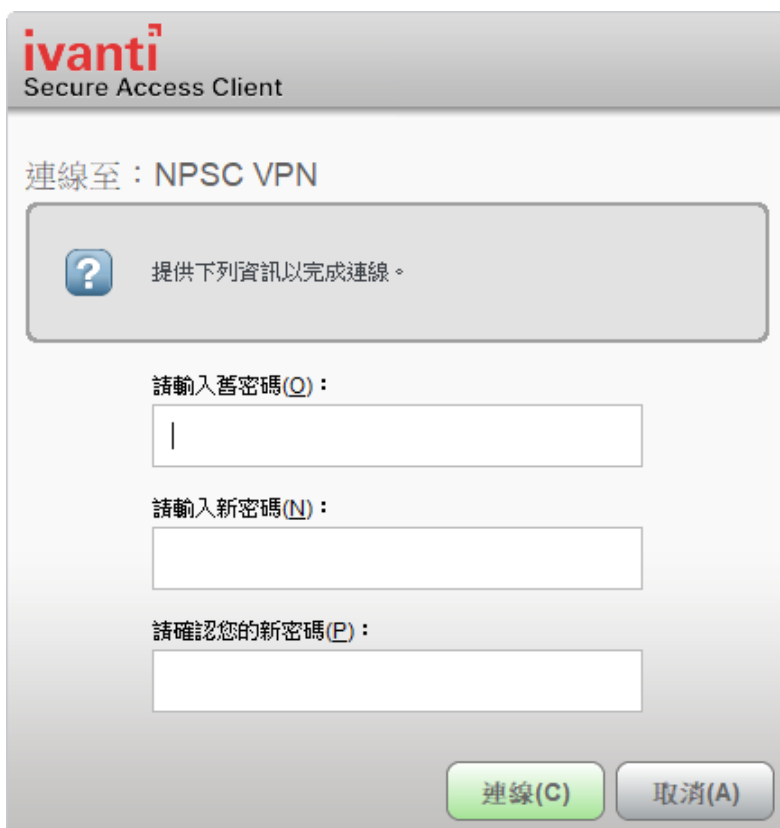 ivanti
Secure Access Client
連線至：NPSC VPN
?
提供下列資訊以完成連線。
請輸入舊密碼(O)：
請輸入新密碼(N)：
請確認您的新密碼(P)：
連線(C)
取消(A)